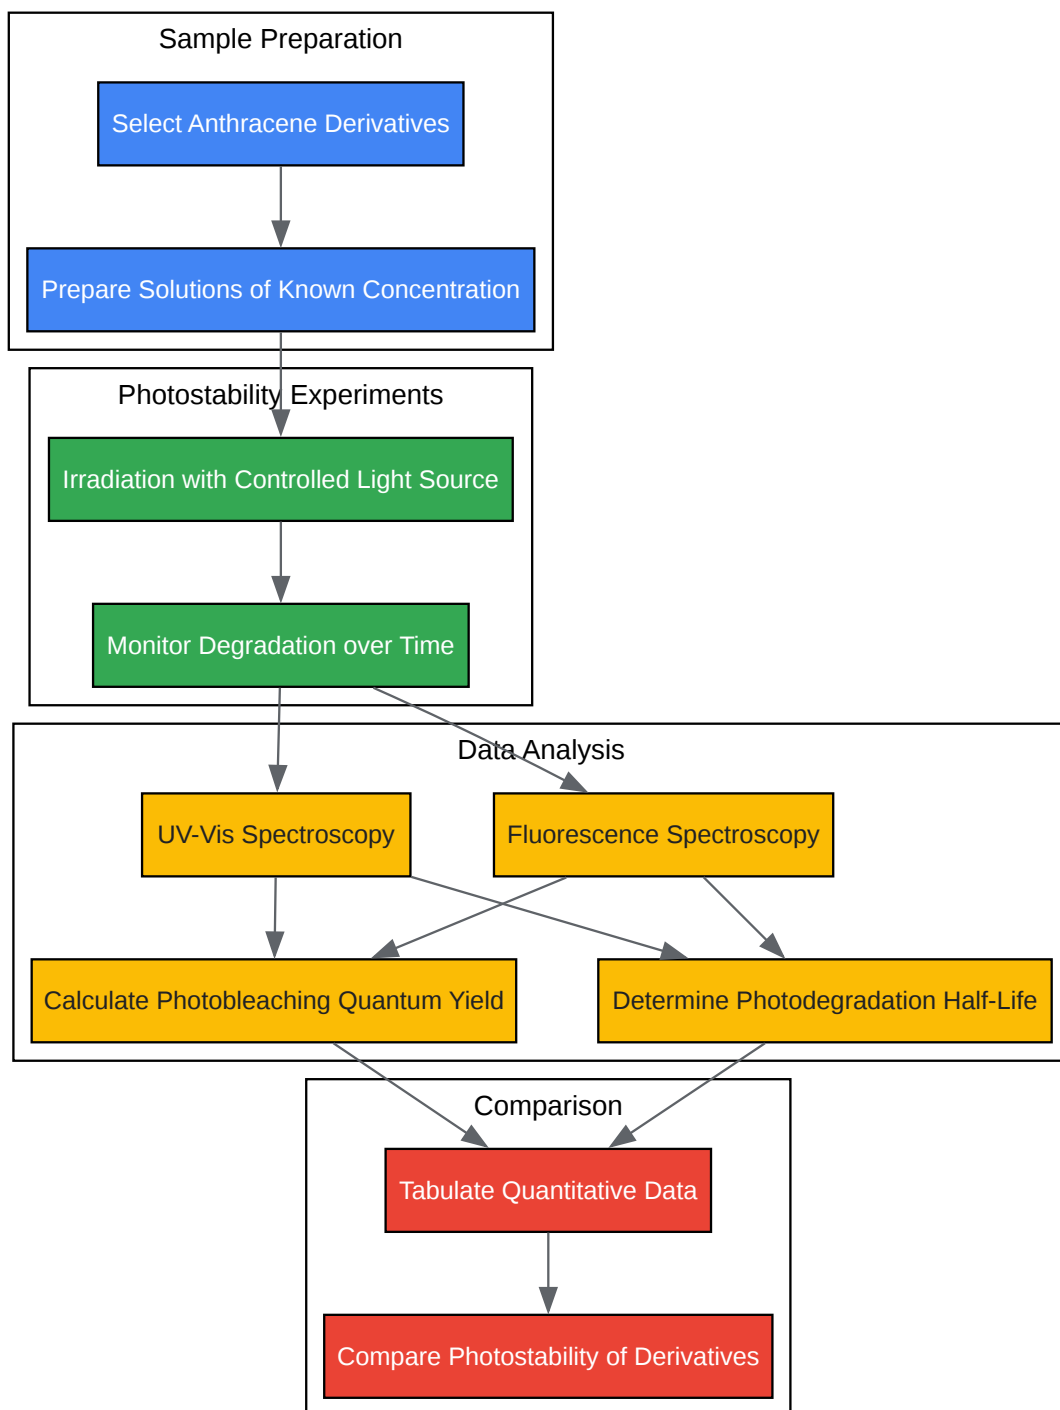 Sample Preparation
Select Anthracene Derivatives
Prepare Solutions of Known Concentration
Photostability Experiments
Irradiation with Controlled Light Source
Monitor Degradation over Time
Data Analysis
UV-Vis Spectroscopy
Fluorescence Spectroscopy
Calculate Photobleaching Quantum Yield
Determine Photodegradation Half-Life
Comparison
Tabulate Quantitative Data
Compare Photostability of Derivatives